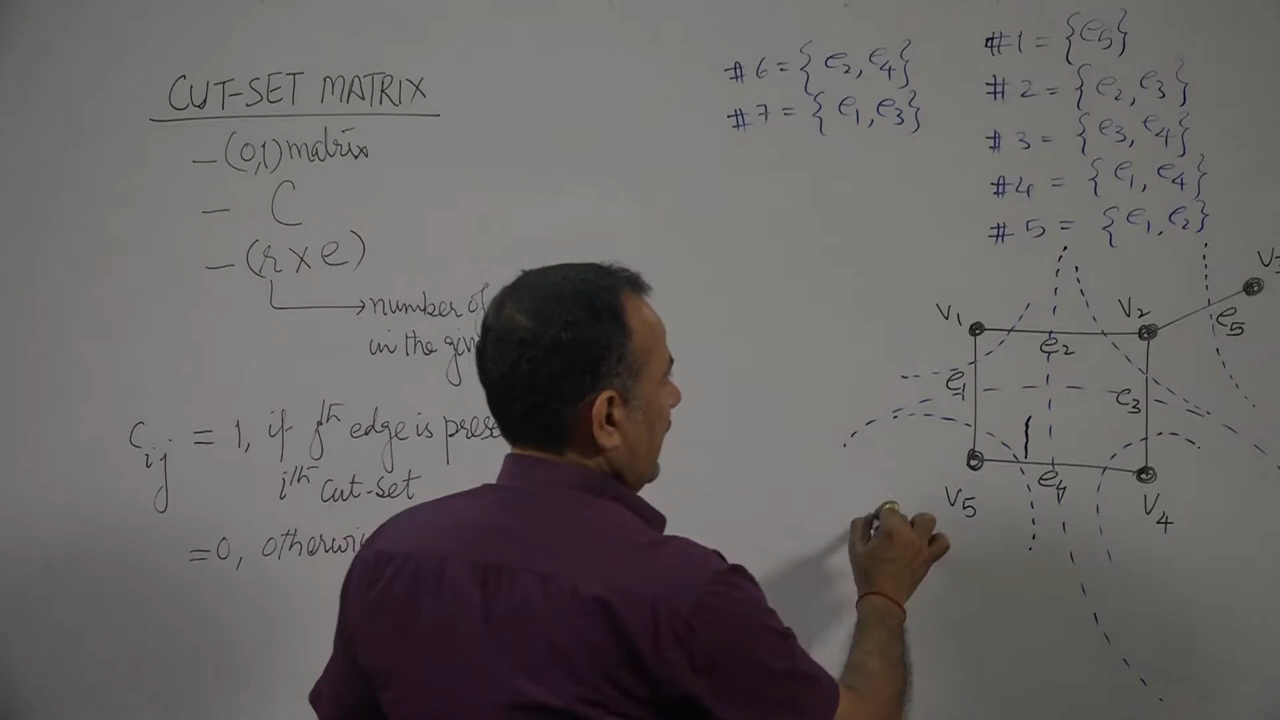 CUT-SET MATRIX
- (0,1) matrix
- C
- (r x e)
number of
in the
C_ij = 1, if jth edge is
ith cut-set
= 0,
#6 = {e2, e4}
#7 = {e1, e3}
#1 = {e5}
#2 = {e2, e3}
#3 = {e3, e4}
#4 = {e1, e4}
#5 = {e1, e2}
V1
V2
e5
e2
e1
e3
e4
V5
V4